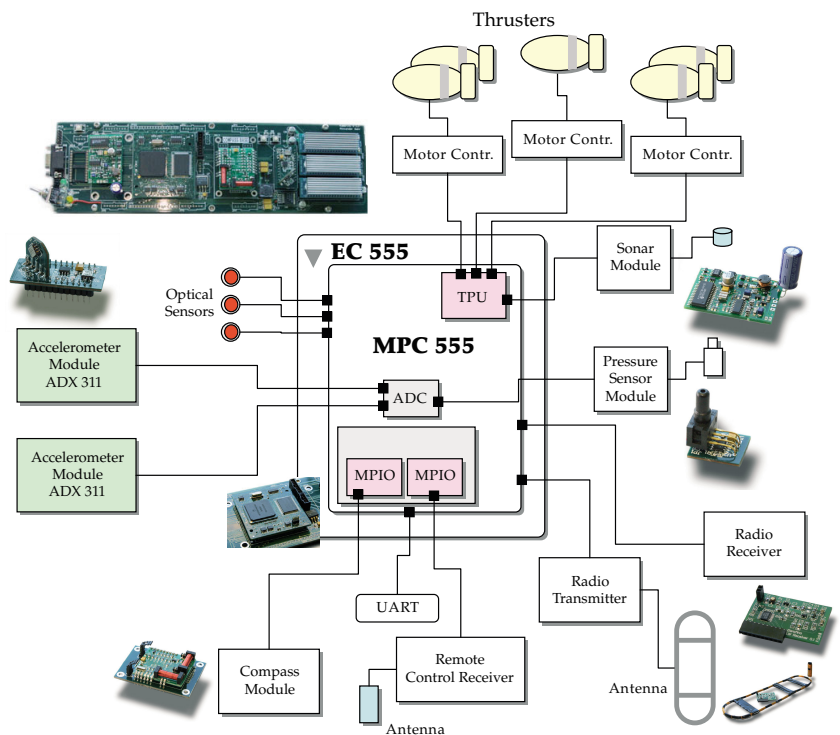 Thrusters
Motor Contr.
Motor Contr.
Motor Contr.
EC 555
Sonar
Module
TPU
Optical
Sensors
MPC 555
Accelerometer
Module
ADX 311
Pressure
Sensor
Module
ADC
Accelerometer
Module
ADX 311
MPIO
MPIO
Radio
Receiver
Radio
Transmitter
UART
Compass
Module
Remote
Control Receiver
Antenna
Antenna